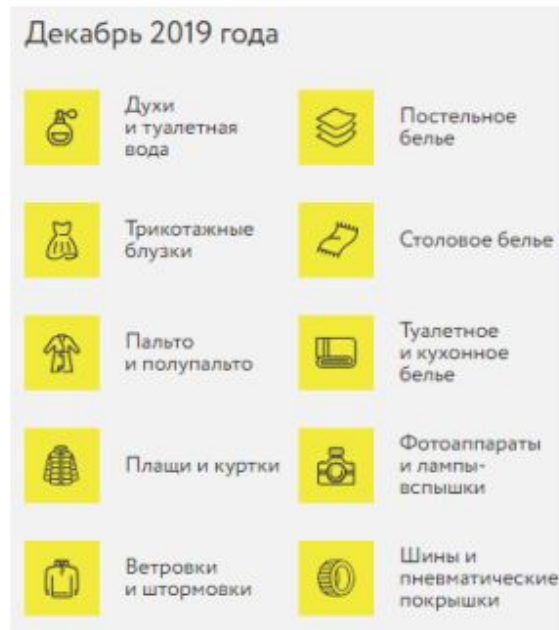 Декабрь 2019 года
Духи
и туалетная
вода
Постельное
белье
Трикотажные
блузки
Столовое белье
Пальто
и полупальто
Туалетное
и кухонное
белье
Плащи и куртки
Фотоаппараты
и лампы-
вспышки
Ветровки
и штормовки
Шины и
пневматические
покрышки